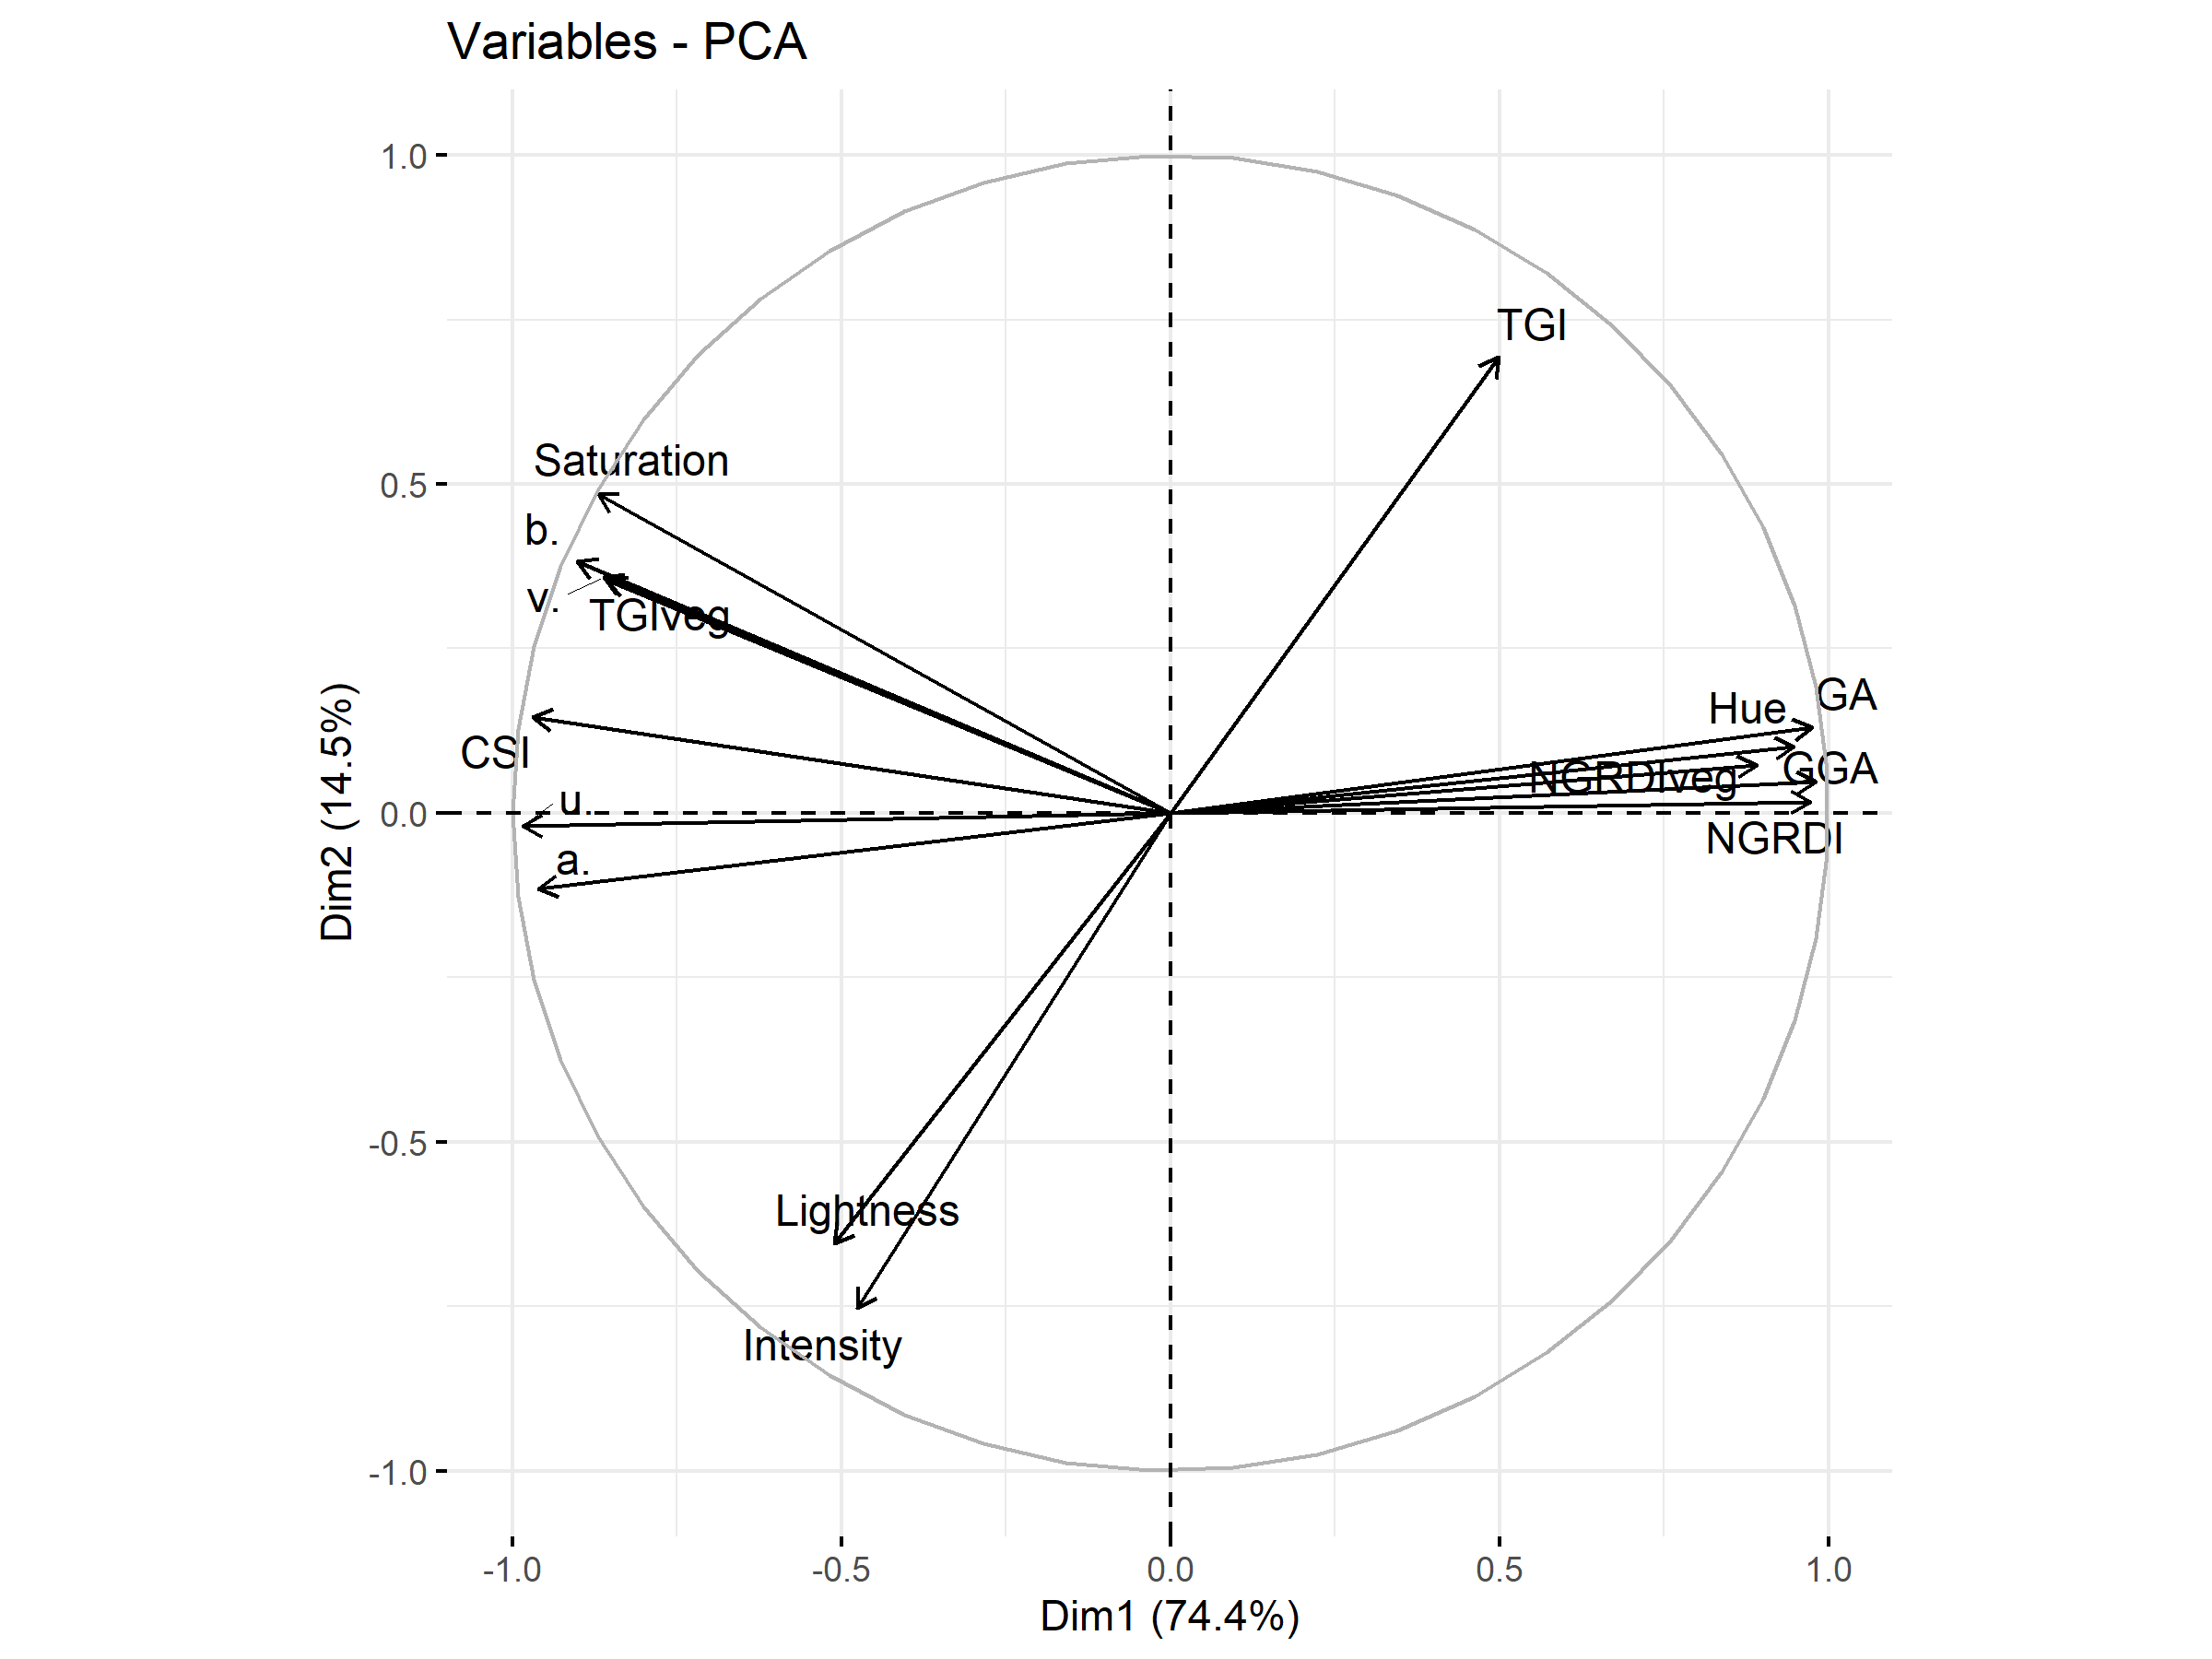 Variables - PCA
1.0
TGI
Saturation
0.5
b.
v.
TGIveg
GA
Hue
CSI
GGA
NGRDIveg
u.
0.0
NGRDI
a.
Dim2 (14.5%)
-0.5
Lightness
Intensity
-1.0
-1.0
-0.5
0.0
0.5
1.0
Dim1 (74.4%)